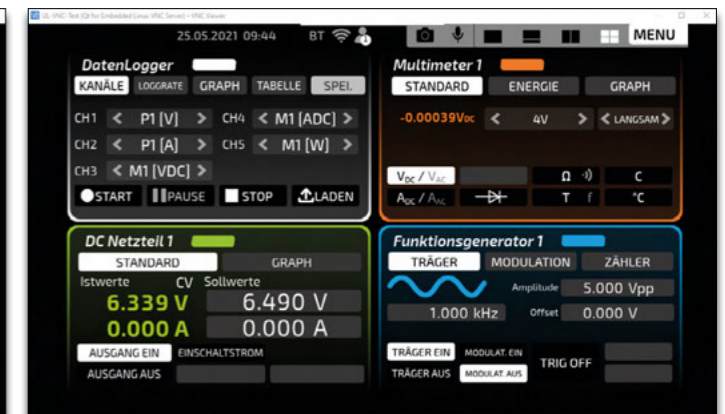 UL-VNC-Test (Qt for Embedded Linux VNC Server) - VNC Viewer
25.05.2021 09:44 BT MENU
DatenLogger
KANÄLE LOGGRATE GRAPH TABELLE SPEI.
CH1 < P1 [V] > CH4 < M1 [ADC] >
CH2 < P1 [A] > CH5 < M1 [W] >
CH3 < M1 [VDC] >
START PAUSE STOP LADEN
Multimeter 1
STANDARD ENERGIE GRAPH
-0.00039VDC < 4V > < LANGSAM >
VDC / VAC Ω C
ADC / AAC T f °C
DC Netzteil 1
STANDARD GRAPH
Istwerte CV Sollwerte
6.339 V 6.490 V
0.000 A 0.000 A
AUSGANG EIN EINSCHALTSTROM
AUSGANG AUS
Funktionsgenerator 1
TRÄGER MODULATION ZÄHLER
Amplitude 5.000 Vpp
1.000 kHz Offset 0.000 V
TRÄGER EIN MODULAT. EIN TRIG OFF
TRÄGER AUS MODULAT. AUS